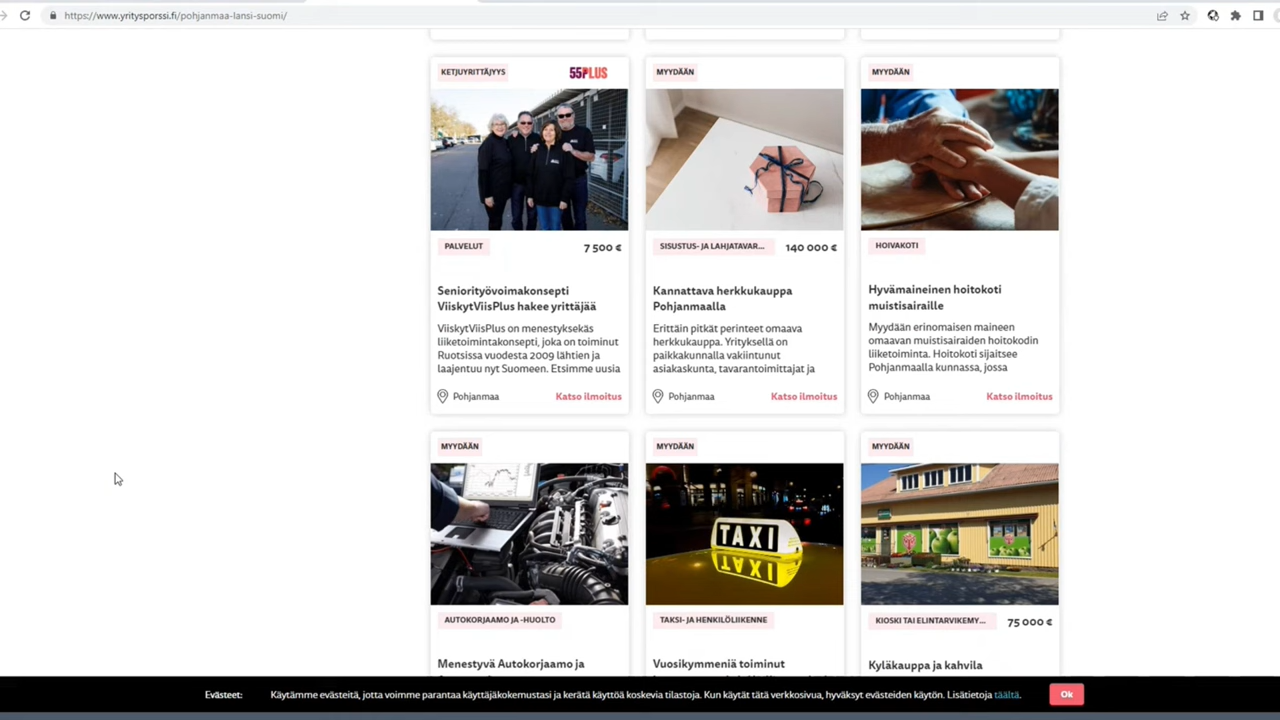 https://www.yritysporssi.fi/pohjanmaa-lansi-suomi/
KETJUYRITTÄJYYS
55PLUS
PALVELUT
7 500 €
Seniorityövoimakonsepti
ViiskytViisPlus hakee yrittäjää
ViiskytViisPlus on menestyksekäs
liiketoimintakonsepti, joka on toiminut
Ruotsissa vuodesta 2009 lähtien ja
laajentuu nyt Suomeen. Etsimme uusia
Pohjanmaa
Katso ilmoitus
MYYDÄÄN
SISUSTUS- JA LAHJATAVAR...
140 000 €
Kannattava herkkukauppa
Pohjanmaalla
Erittäin pitkät perinteet omaava
herkkukauppa. Yrityksellä on
paikkakunnalla vakiintunut
asiakaskunta, tavarantoimittajat ja
Pohjanmaa
Katso ilmoitus
MYYDÄÄN
HOIVAKOTI
Hyvämaineinen hoitokoti
muistisairaille
Myydään erinomaisen maineen
omaavan muistisairaiden hoitokodin
liiketoiminta. Hoitokoti sijaitsee
Pohjanmaalla kunnassa, jossa
Pohjanmaa
Katso ilmoitus
MYYDÄÄN
AUTOKORJAAMO JA -HUOLTO
Menestyvä Autokorjaamo ja
MYYDÄÄN
TAXI
TAKSI- JA HENKILÖLIIKENNE
Vuosikymmeniä toiminut
MYYDÄÄN
KIOSKI TAI ELINTARVIKEMY...
75 000 €
Kyläkauppa ja kahvila
Evästeet:
Käytämme evästeitä, jotta voimme parantaa käyttäjäkokemustasi ja kerätä käyttöä koskevia tilastoja. Kun käytät tätä verkkosivua, hyväksyt evästeiden käytön. Lisätietoja täältä.
Ok